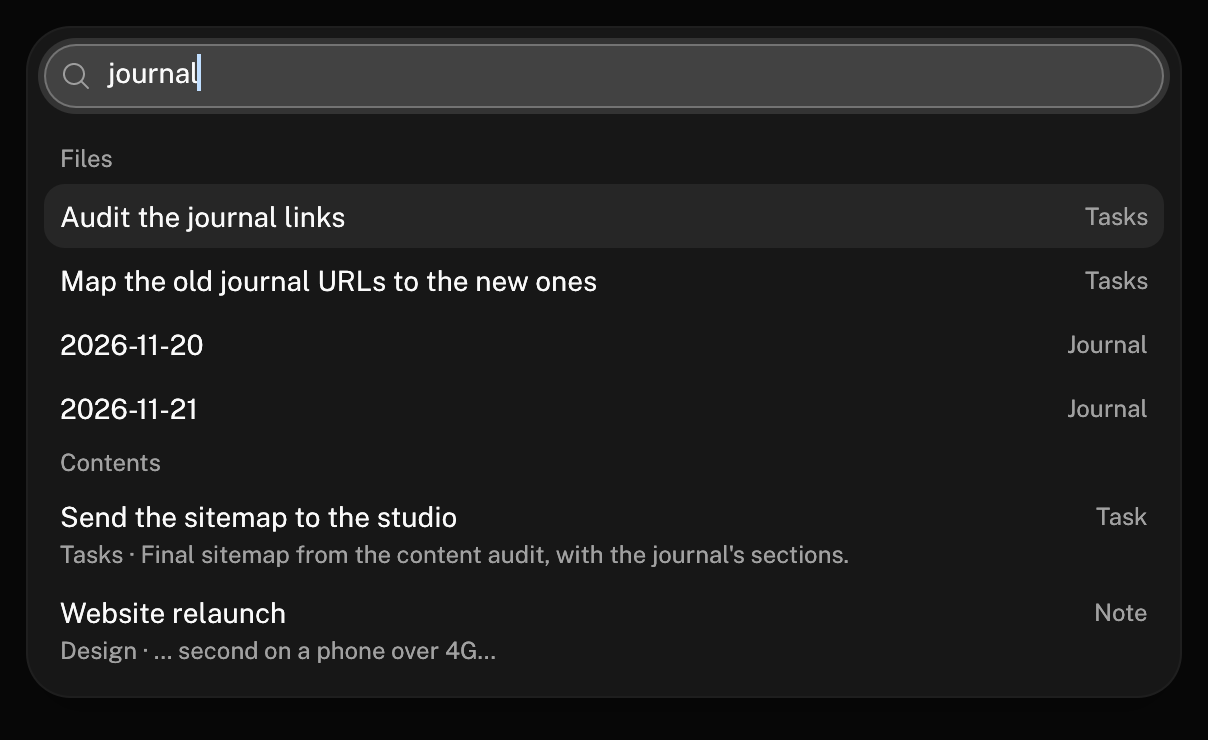 journal
Files
Audit the journal links Tasks
Map the old journal URLs to the new ones Tasks
2026-11-20 Journal
2026-11-21 Journal
Contents
Send the sitemap to the studio Task
Tasks · Final sitemap from the content audit, with the journal's sections.
Website relaunch Note
Design · ... second on a phone over 4G...